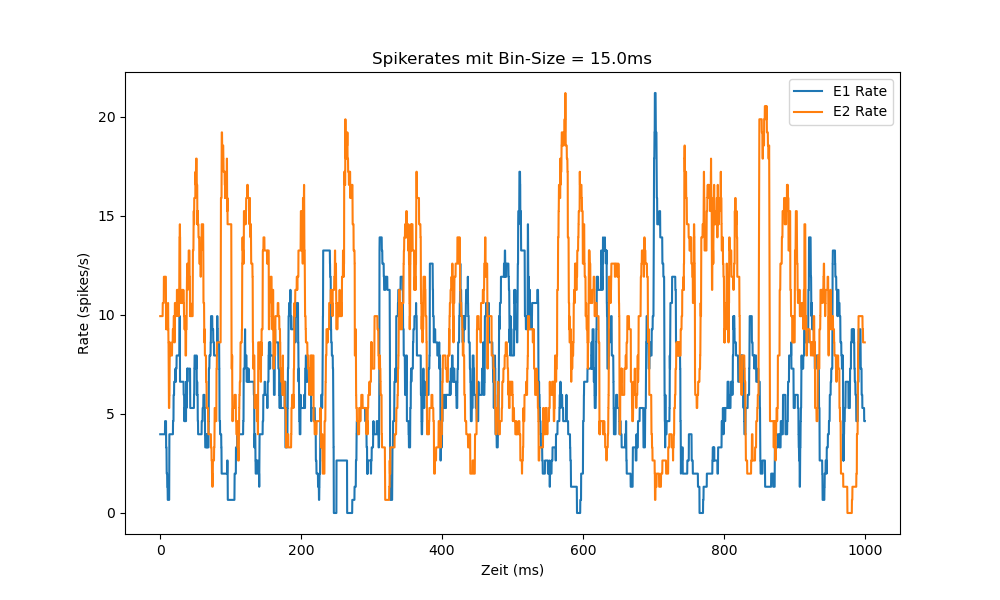 Spikerates mit Bin-Size = 15.0ms
E1 Rate
E2 Rate
Rate (spikes/s)
20
15
10
5
0
0 200 400 600 800 1000
Zeit (ms)